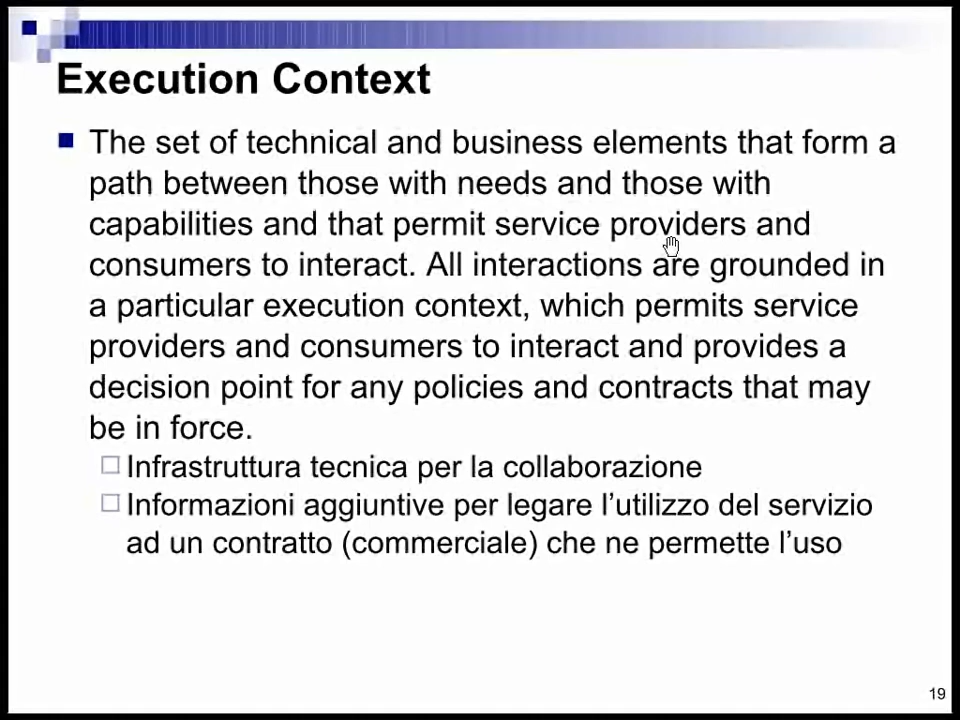 Execution Context
The set of technical and business elements that form a
path between those with needs and those with
capabilities and that permit service providers and
consumers to interact. All interactions are grounded in
a particular execution context, which permits service
providers and consumers to interact and provides a
decision point for any policies and contracts that may
be in force.
Infrastruttura tecnica per la collaborazione
Informazioni aggiuntive per legare l’utilizzo del servizio
ad un contratto (commerciale) che ne permette l’uso
19